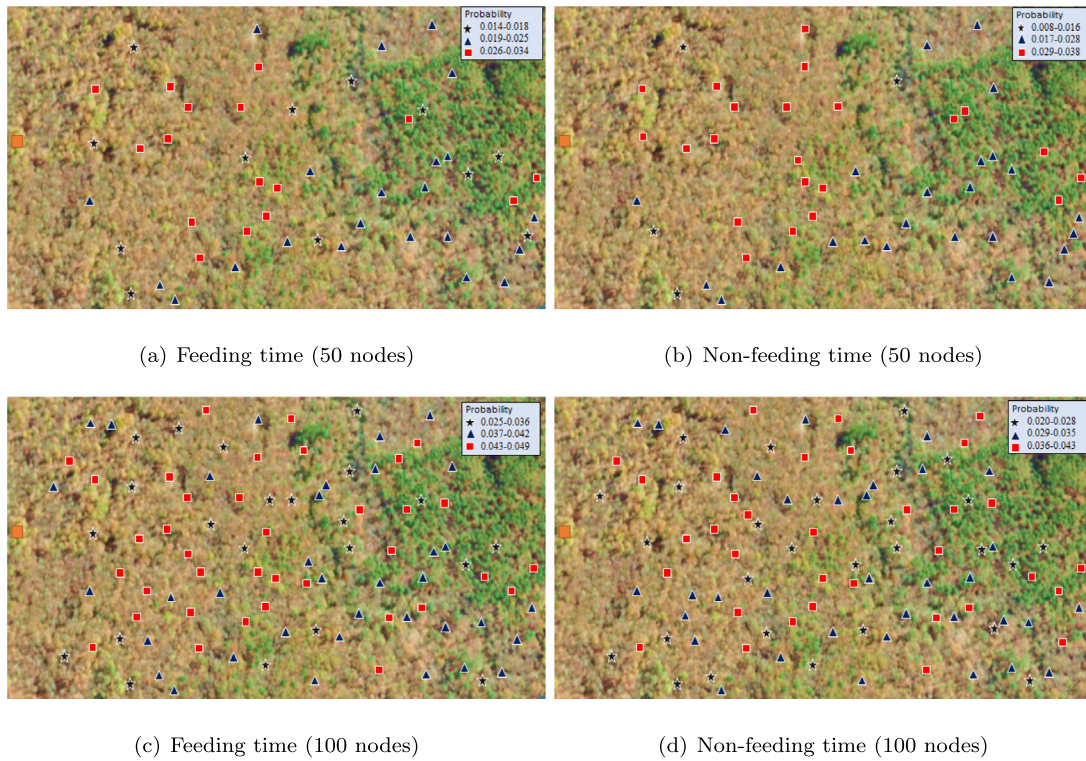 Probability
0.014-0.018
0.019-0.025
0.026-0.034
Probability
0.008-0.016
0.017-0.028
0.029-0.038
(a) Feeding time (50 nodes)
(b) Non-feeding time (50 nodes)
Probability
0.025-0.036
0.037-0.042
0.043-0.049
Probability
0.020-0.028
0.029-0.035
0.036-0.043
(c) Feeding time (100 nodes)
(d) Non-feeding time (100 nodes)